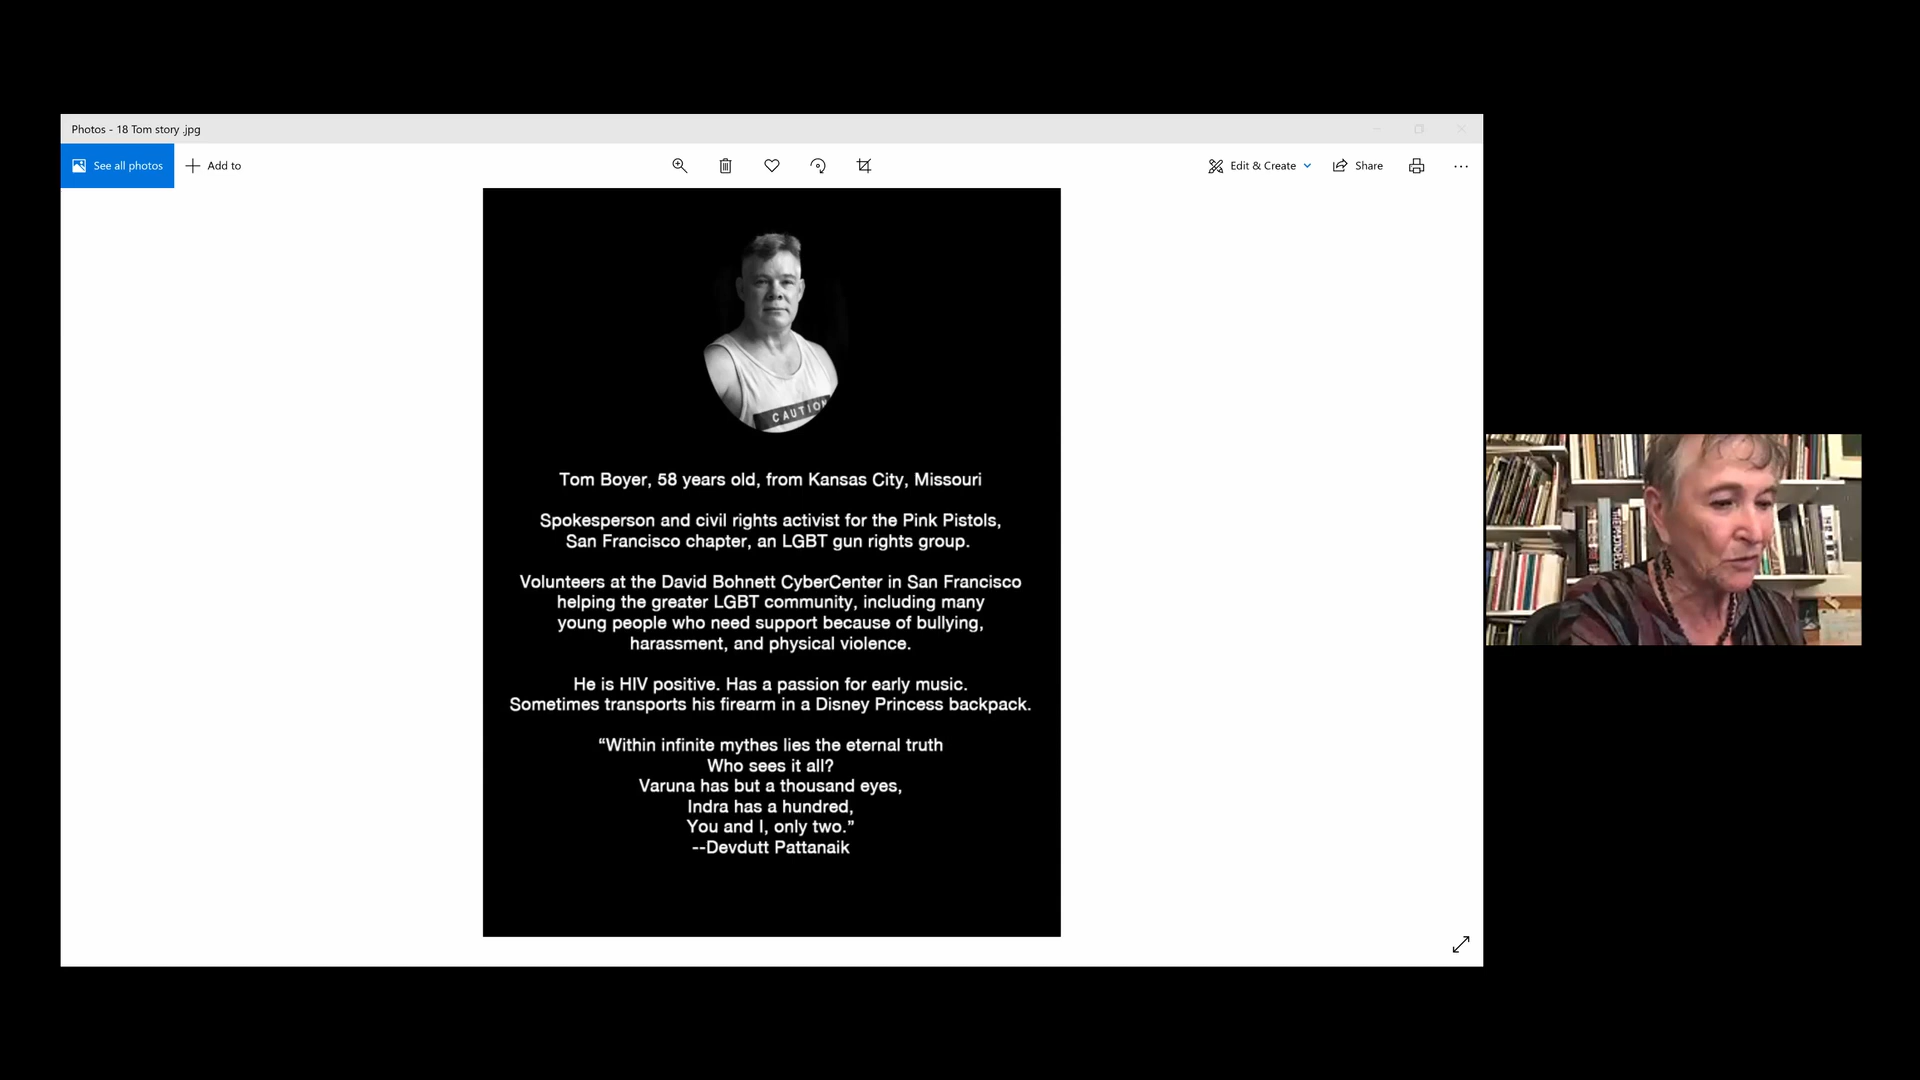 Photos - 18 Tom story .jpg
See all photos
Add to
Edit & Create
Share
CAUTION
Tom Boyer, 58 years old, from Kansas City, Missouri
Spokesperson and civil rights activist for the Pink Pistols,
San Francisco chapter, an LGBT gun rights group.
Volunteers at the David Bohnett CyberCenter in San Francisco
helping the greater LGBT community, including many
young people who need support because of bullying,
harassment, and physical violence.
He is HIV positive. Has a passion for early music.
Sometimes transports his firearm in a Disney Princess backpack.
“Within infinite mythes lies the eternal truth
Who sees it all?
Varuna has but a thousand eyes,
Indra has a hundred,
You and I, only two.”
--Devdutt Pattanaik